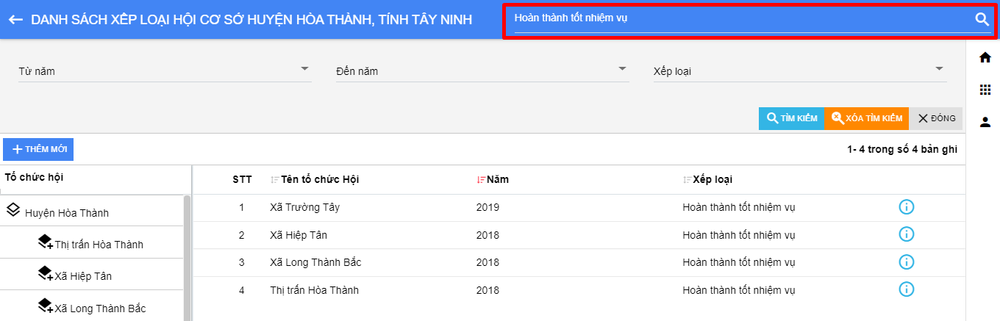 DANH SÁCH XẾP LOẠI HỘI CƠ SỞ HUYỆN HÒA THÀNH, TỈNH TÂY NINH
Hoàn thành tốt nhiệm vụ
Từ năm
Đến năm
Xếp loại
TÌM KIẾM
XÓA TÌM KIẾM
ĐÓNG
THÊM MỚI
1- 4 trong số 4 bản ghi
Tổ chức hội
Huyện Hòa Thành
Thị trấn Hòa Thành
Xã Hiệp Tân
Xã Long Thành Bắc
STT Tên tổ chức Hội Năm Xếp loại
1 Xã Trường Tây 2019 Hoàn thành tốt nhiệm vụ
2 Xã Hiệp Tân 2018 Hoàn thành tốt nhiệm vụ
3 Xã Long Thành Bắc 2018 Hoàn thành tốt nhiệm vụ
4 Thị trấn Hòa Thành 2018 Hoàn thành tốt nhiệm vụ